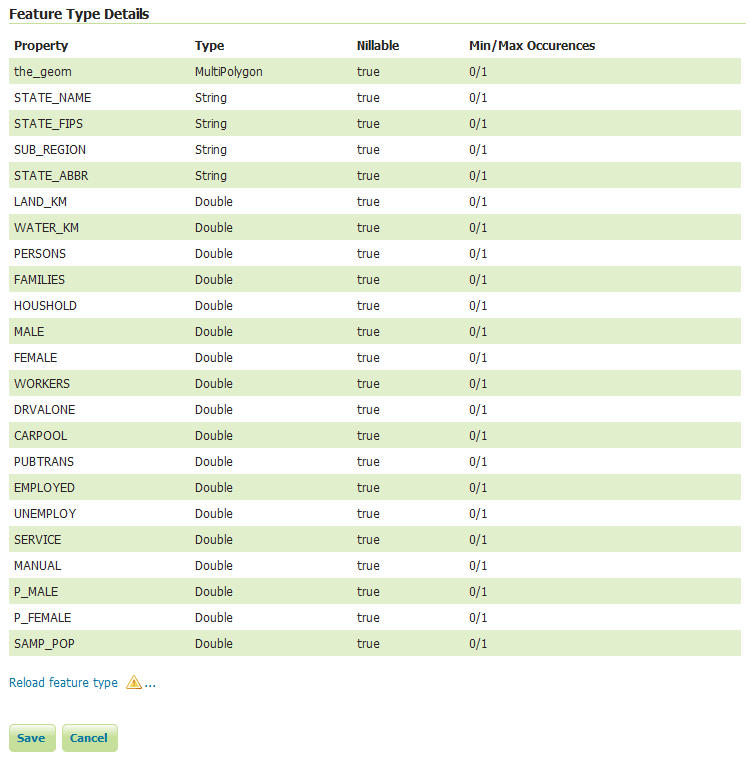 Feature Type Details
Property Type Nillable Min/Max Occurences
the_geom MultiPolygon true 0/1
STATE_NAME String true 0/1
STATE_FIPS String true 0/1
SUB_REGION String true 0/1
STATE_ABBR String true 0/1
LAND_KM Double true 0/1
WATER_KM Double true 0/1
PERSONS Double true 0/1
FAMILIES Double true 0/1
HOUSHOLD Double true 0/1
MALE Double true 0/1
FEMALE Double true 0/1
WORKERS Double true 0/1
DRVALONE Double true 0/1
CARPOOL Double true 0/1
PUBTRANS Double true 0/1
EMPLOYED Double true 0/1
UNEMPLOY Double true 0/1
SERVICE Double true 0/1
MANUAL Double true 0/1
P_MALE Double true 0/1
P_FEMALE Double true 0/1
SAMP_POP Double true 0/1
Reload feature type ...
Save Cancel